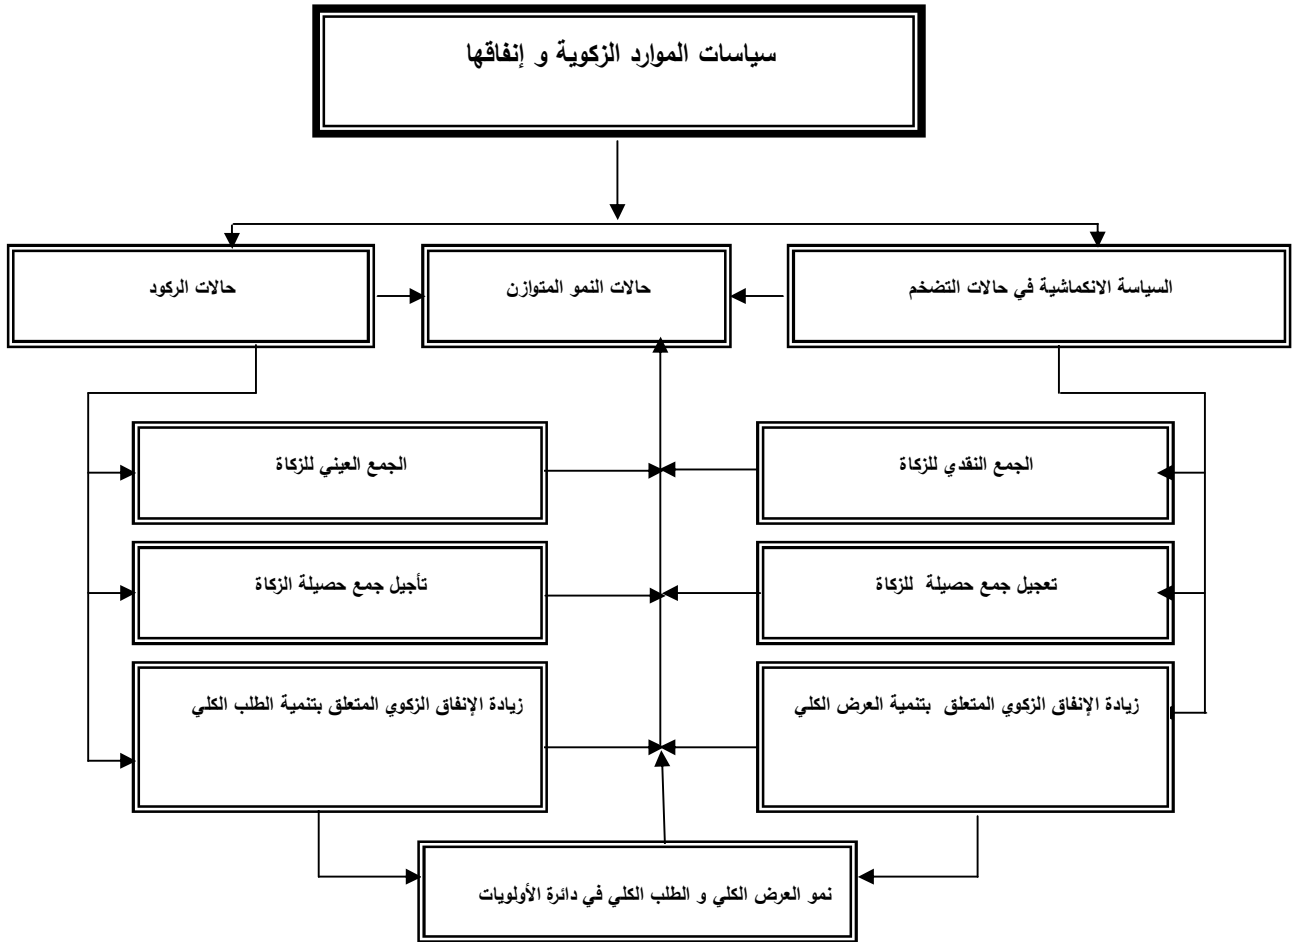 سياسات الموارد الزكوية و إنفاقها
السياسة الانكماشية في حالات التضخم
حالات النمو المتوازن
حالات الركود
الجمع النقدي للزكاة
الجمع العيني للزكاة
تعجيل جمع حصيلة للزكاة
تأجيل جمع حصيلة الزكاة
زيادة الإنفاق الزكوي المتعلق بتنمية العرض الكلي
زيادة الإنفاق الزكوي المتعلق بتنمية الطلب الكلي
نمو العرض الكلي و الطلب الكلي في دائرة الأولويات